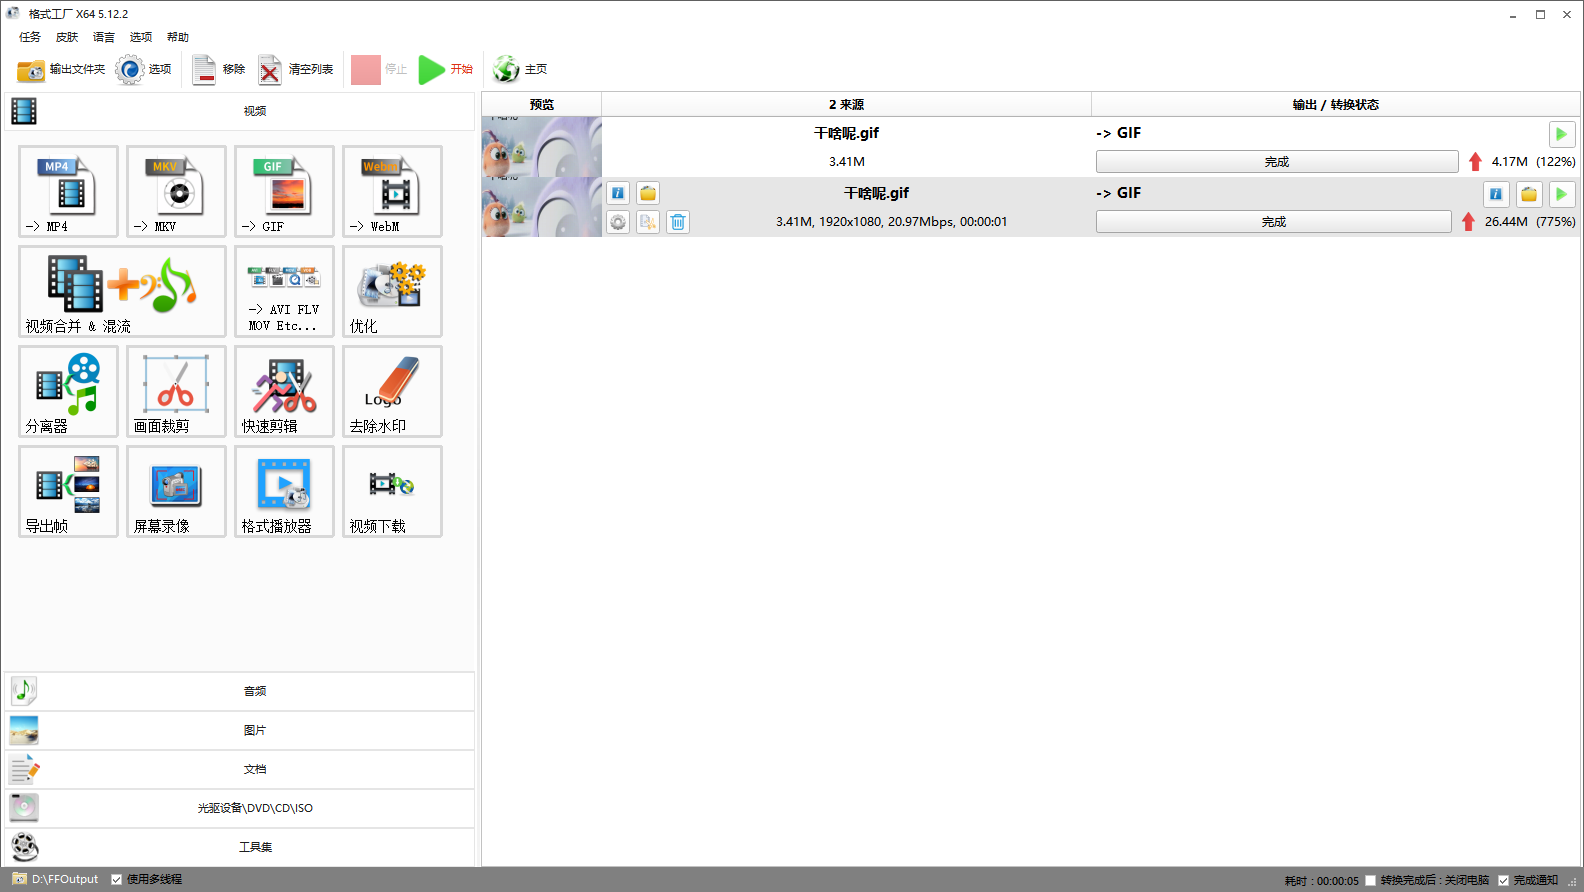 格式工厂 X64 5.12.2
任务 皮肤 语言 选项 帮助
输出文件夹 选项 移除 清空列表 停止 开始 主页
视频
MP4
-> MP4
MKV
-> MKV
GIF
-> GIF
WebM
-> WebM
视频合并 & 混流
-> AVI FLV
MOV Etc...
优化
分离器
画面裁剪
快速剪辑
Logo
去除水印
导出帧
屏幕录像
格式播放器
视频下载
音频
图片
文档
光驱设备\DVD\CD\ISO
工具集
预览 2 来源 输出 / 转换状态
干啥呢.gif -> GIF
3.41M 完成 4.17M (122%)
干啥呢.gif -> GIF
3.41M, 1920x1080, 20.97Mbps, 00:00:01 完成 26.44M (775%)
D:\FFOutput 使用多线程 耗时 : 00:00:05 转换完成后 : 关闭电脑 完成通知